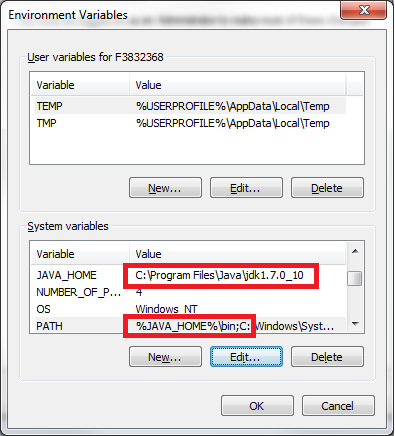 Environment Variables
User variables for F3832368
Variable Value
TEMP %USERPROFILE%\AppData\Local\Temp
TMP %USERPROFILE%\AppData\Local\Temp
New... Edit... Delete
System variables
Variable Value
JAVA_HOME C:\Program Files\Java\jdk1.7.0_10
NUMBER_OF_P... 4
OS Windows_NT
PATH %JAVA_HOME%\bin;C:\Windows\Syst...
New... Edit... Delete
OK Cancel